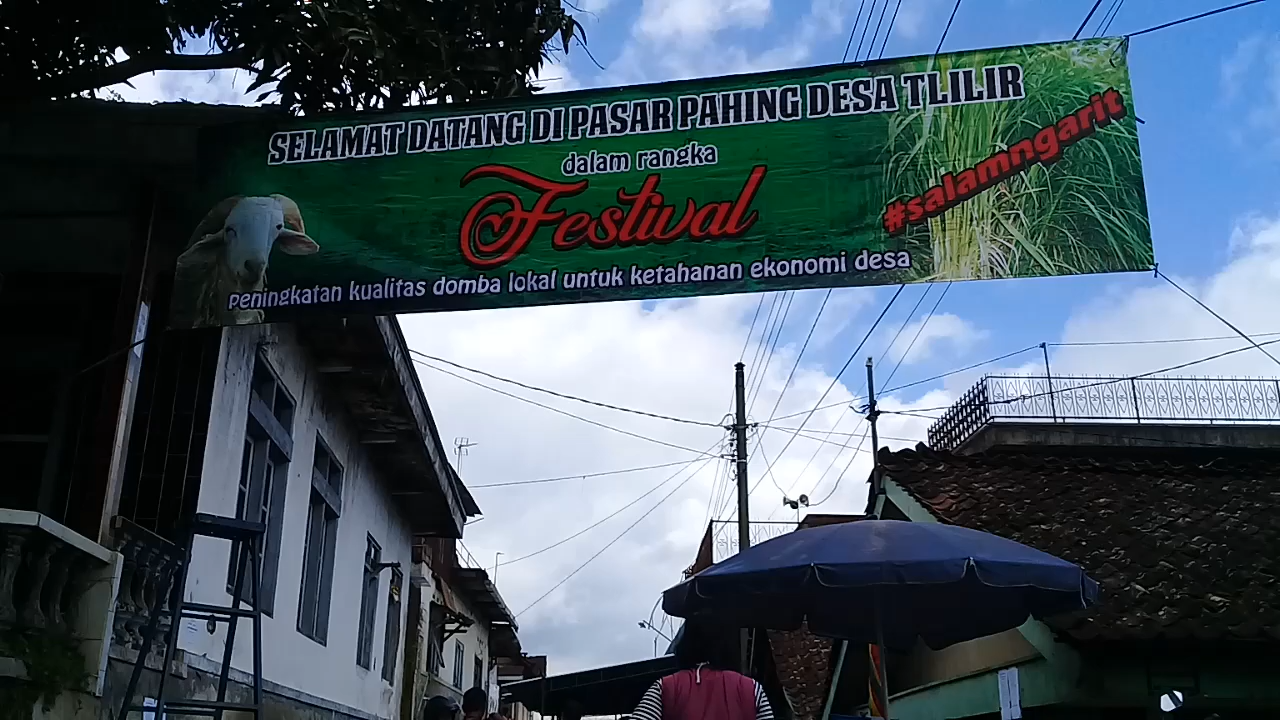 SELAMAT DATANG DI PASAR PAHING DESA TLILIR
dalam rangka
Festival
#salamngarit
peningkatan kualitas domba lokal untuk ketahanan ekonomi desa